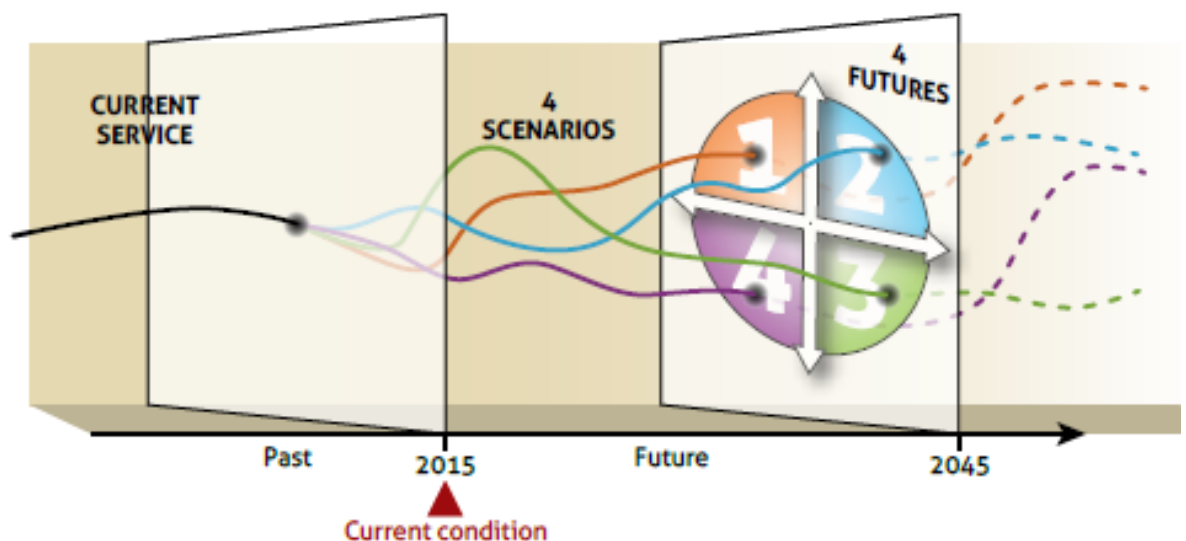 CURRENT
SERVICE
4
SCENARIOS
4
FUTURES
1
2
4
3
Past
2015
Future
2045
Current condition